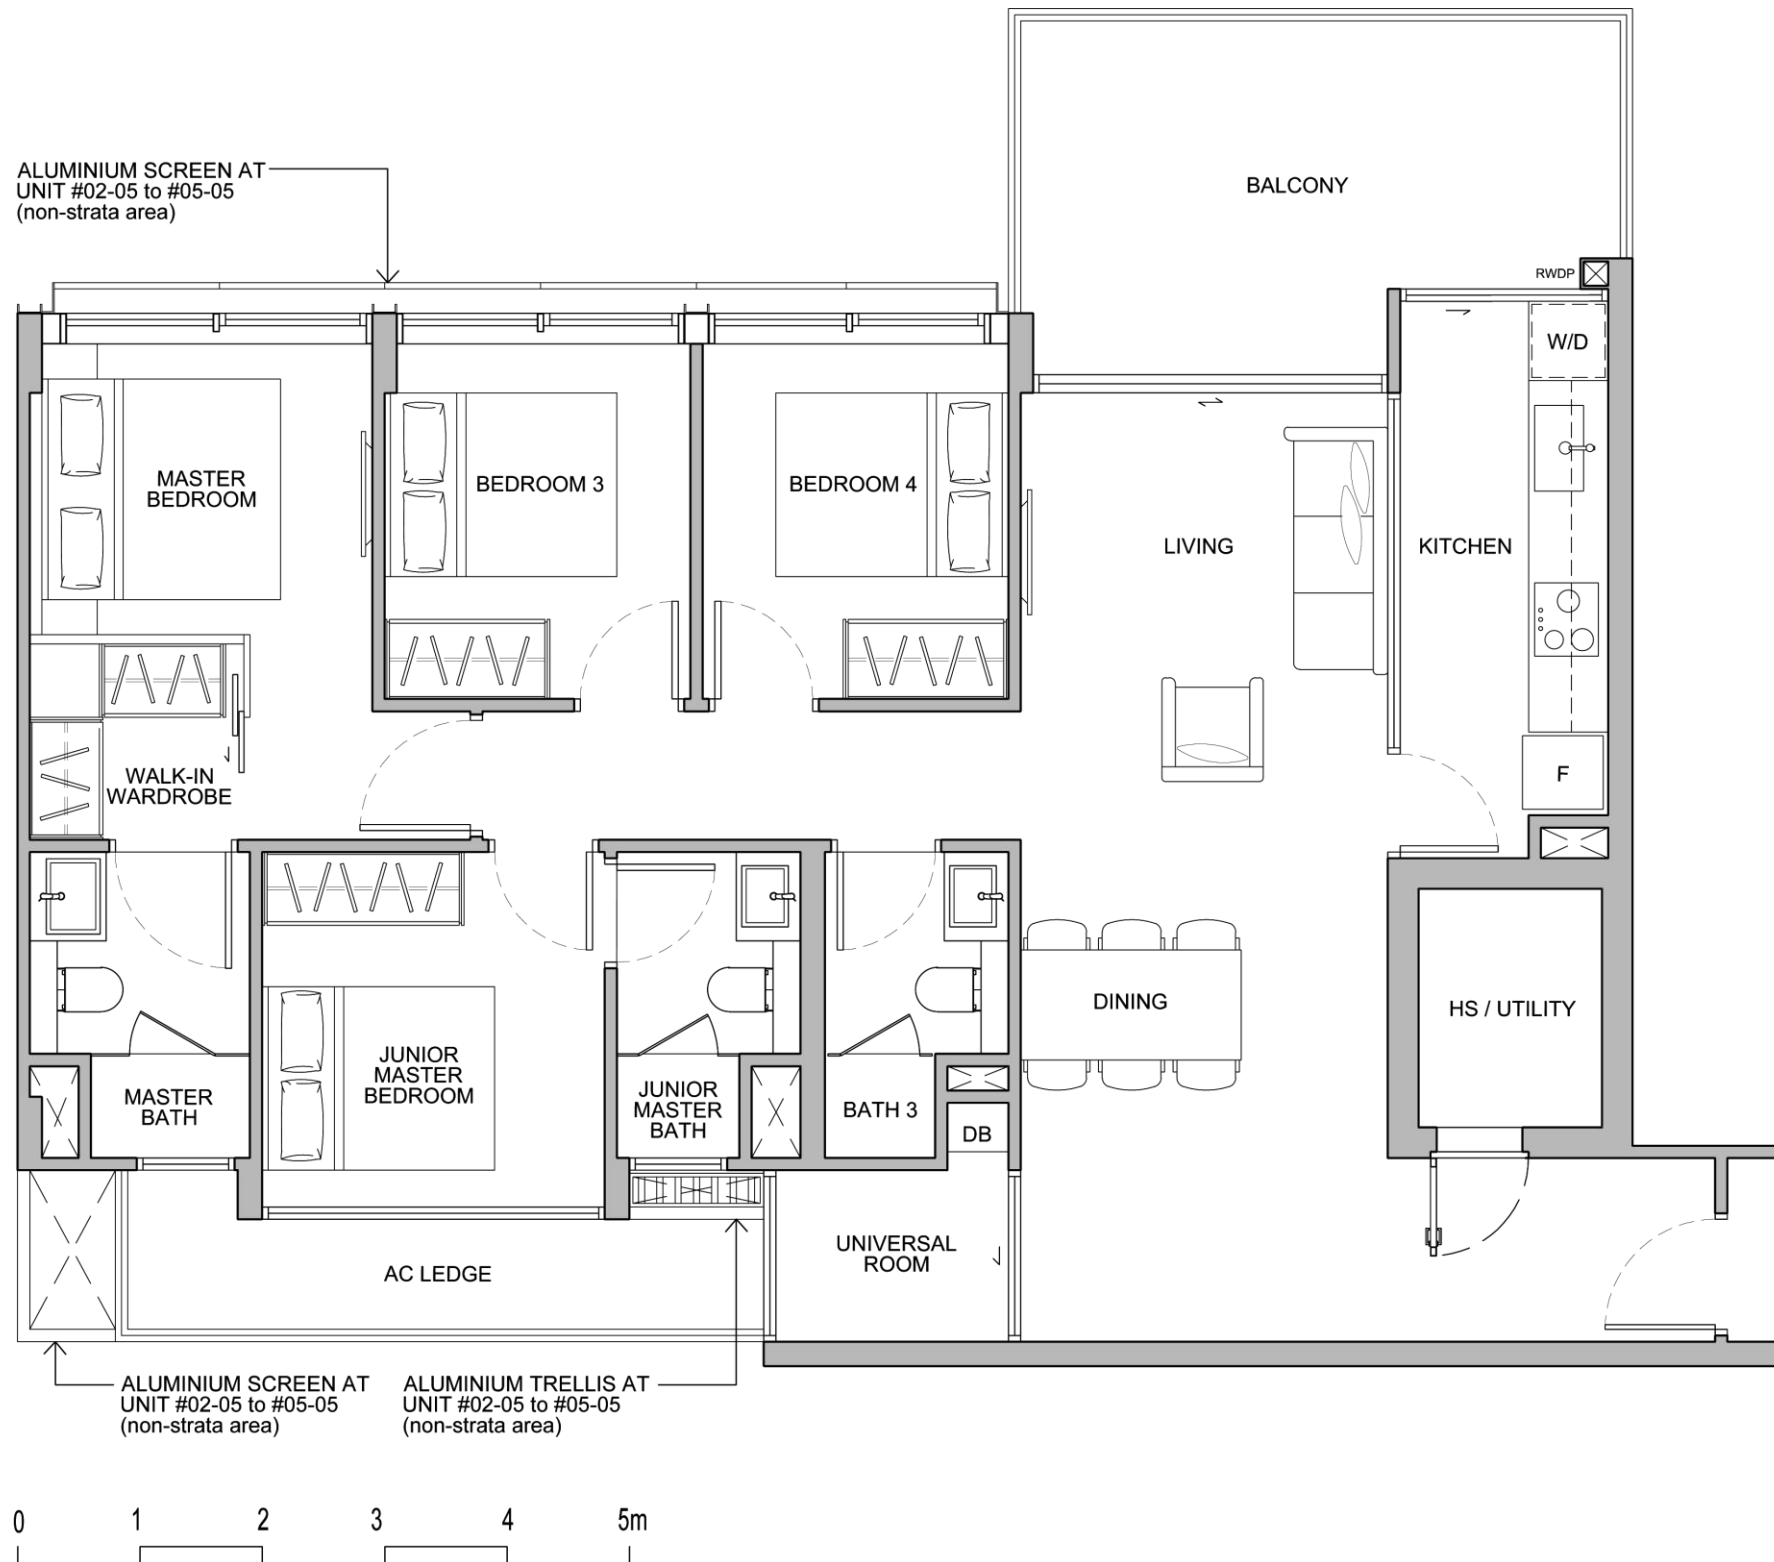 ALUMINIUM SCREEN AT
UNIT #02-05 to #05-05
(non-strata area)
BALCONY
RWDP
W/D
MASTER
BEDROOM
BEDROOM 3
BEDROOM 4
LIVING
KITCHEN
WALK-IN
WARDROBE
F
DINING
HS / UTILITY
JUNIOR
MASTER
BEDROOM
MASTER
BATH
JUNIOR
MASTER
BATH
BATH 3
DB
UNIVERSAL
ROOM
AC LEDGE
ALUMINIUM SCREEN AT
UNIT #02-05 to #05-05
(non-strata area)
ALUMINIUM TRELLIS AT
UNIT #02-05 to #05-05
(non-strata area)
0 1 2 3 4 5m